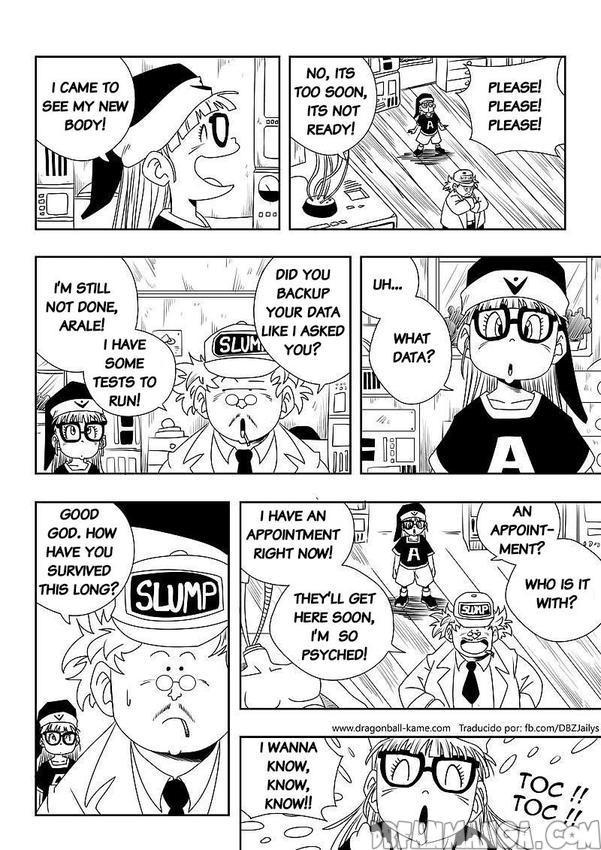 I CAME TO
SEE MY NEW
BODY!
NO, ITS
TOO SOON,
ITS NOT
READY!
PLEASE!
PLEASE!
PLEASE!
A
I'M STILL
NOT DONE,
ARALE!
I HAVE
SOME
TESTS TO
RUN!
DID YOU
BACKUP
YOUR DATA
LIKE I ASKED
YOU?
SLUMP
UH...
WHAT
DATA?
A
GOOD
GOD. HOW
HAVE YOU
SURVIVED
THIS LONG?
SLUMP
I HAVE AN
APPOINTMENT
RIGHT NOW!
THEY'LL GET
HERE SOON,
I'M SO
PSYCHED!
A
AN
APPOINT-
MENT?
WHO IS IT
WITH?
SLUMP
www.dragonball-kame.com Traducido por: fb.com/DBZJailys
I WANNA
KNOW,
KNOW,
KNOW!!
TOC !!
TOC !!
DBFANMANGA.COM